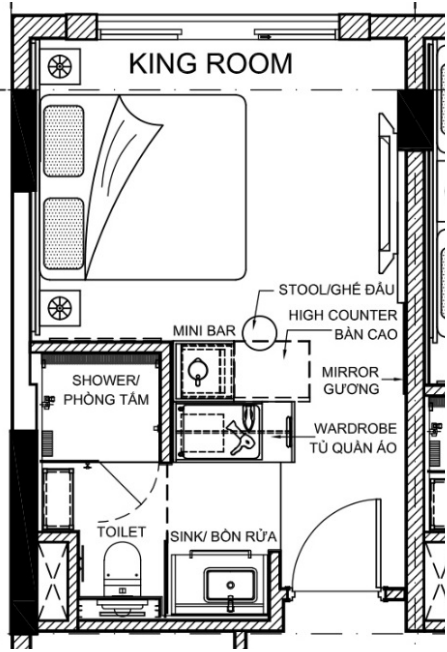 KING ROOM
STOOL/GHẾ ĐẨU
HIGH COUNTER
BÀN CAO
MINI BAR
MIRROR
GƯƠNG
SHOWER/
PHÒNG TẮM
WARDROBE
TỦ QUẦN ÁO
TOILET
SINK/ BỒN RỬA